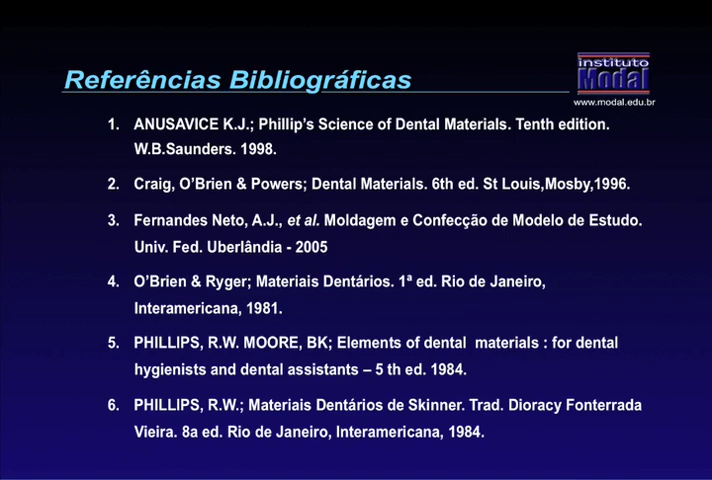 Referências Bibliográficas
instituto
Modal
www.modal.edu.br
1. ANUSAVICE K.J.; Phillip's Science of Dental Materials. Tenth edition.
W.B.Saunders. 1998.
2. Craig, O'Brien & Powers; Dental Materials. 6th ed. St Louis,Mosby,1996.
3. Fernandes Neto, A.J., et al. Moldagem e Confecção de Modelo de Estudo.
Univ. Fed. Uberlândia - 2005
4. O'Brien & Ryger; Materiais Dentários. 1ª ed. Rio de Janeiro,
Interamericana, 1981.
5. PHILLIPS, R.W. MOORE, BK; Elements of dental materials : for dental
hygienists and dental assistants – 5 th ed. 1984.
6. PHILLIPS, R.W.; Materiais Dentários de Skinner. Trad. Dioracy Fonterrada
Vieira. 8a ed. Rio de Janeiro, Interamericana, 1984.